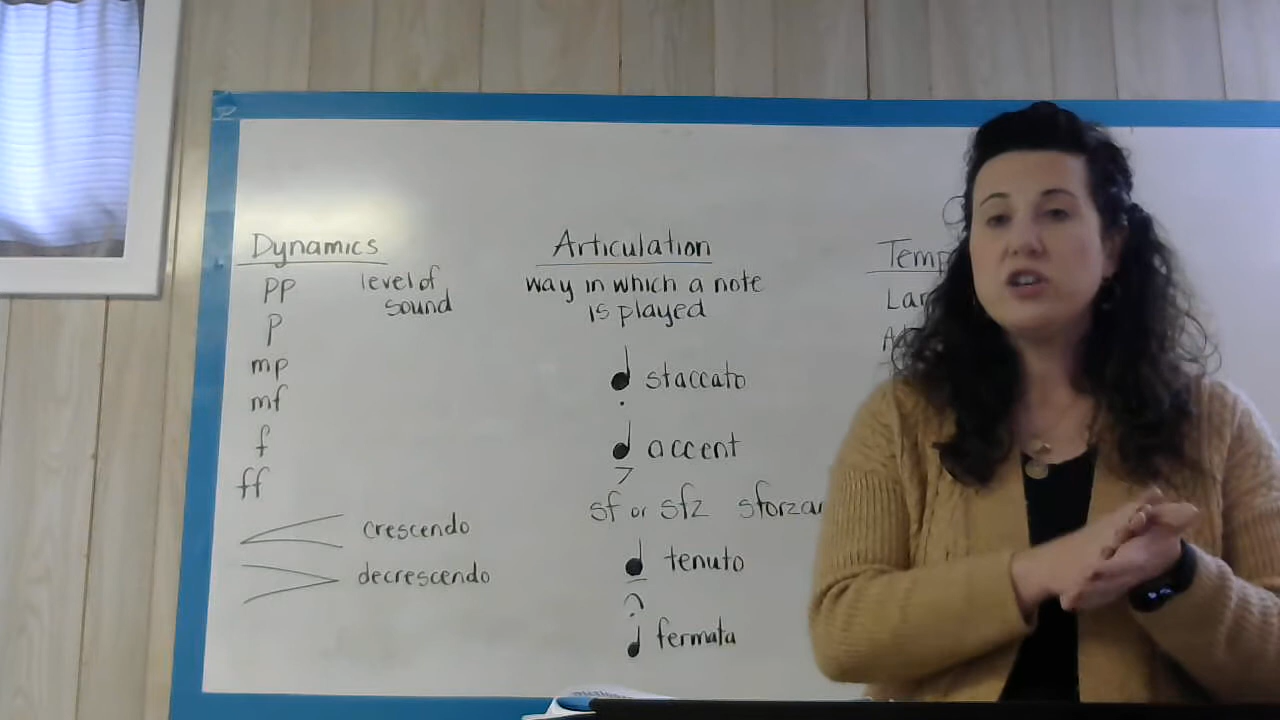 Dynamics
pp
level of
sound
p
mp
mf
f
ff
crescendo
decrescendo
Articulation
way in which a note
is played
staccato
accent
sf or sfz
tenuto
fermata